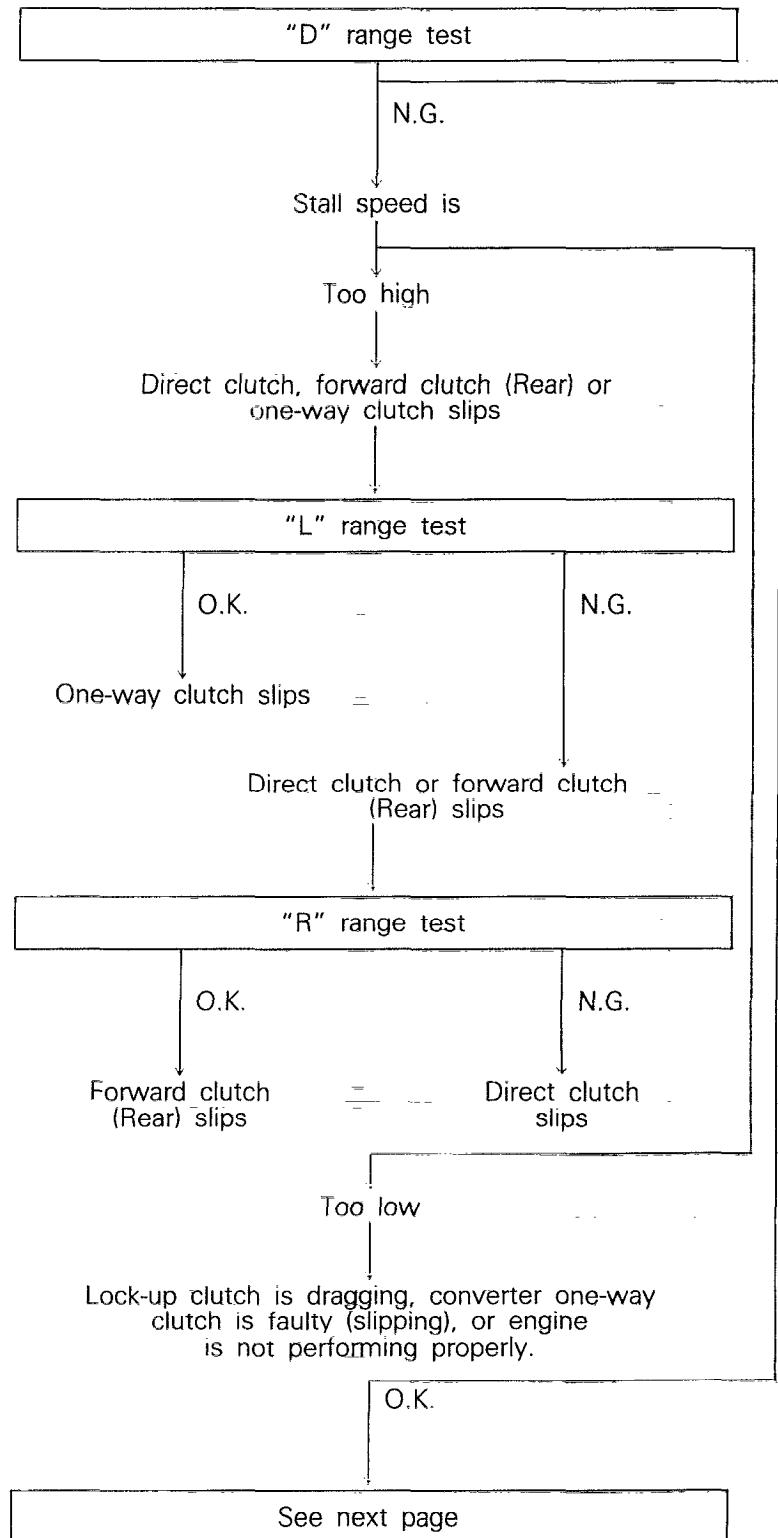 "D" range test
N.G.
Stall speed is
Too high
Direct clutch, forward clutch (Rear) or
one-way clutch slips
"L" range test
O.K.
N.G.
One-way clutch slips
Direct clutch or forward clutch
(Rear) slips
"R" range test
O.K.
N.G.
Forward clutch
(Rear) slips
Direct clutch
slips
Too low
Lock-up clutch is dragging, converter one-way
clutch is faulty (slipping), or engine
is not performing properly.
O.K.
See next page